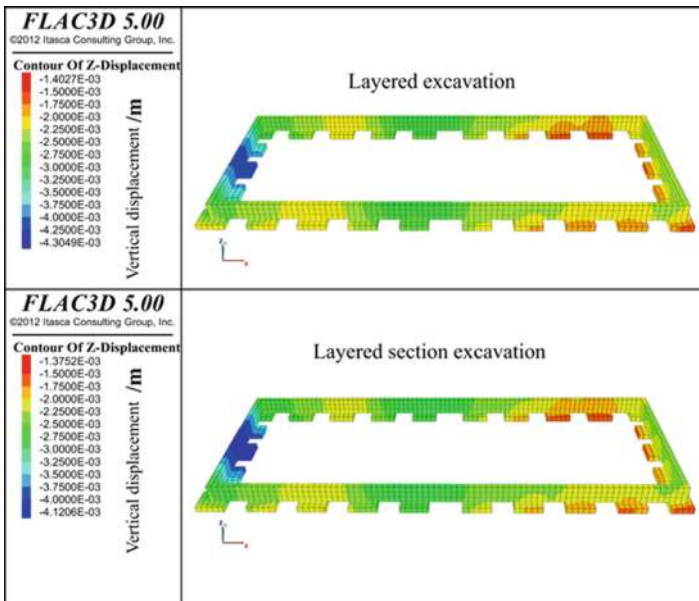 FLAC3D 5.00
©2012 Itasca Consulting Group, Inc.
Contour Of Z-Displacement
-1.4027E-03
-1.5000E-03
-1.7500E-03
-2.0000E-03
-2.2500E-03
-2.5000E-03
-2.7500E-03
-3.0000E-03
-3.2500E-03
-3.5000E-03
-3.7500E-03
-4.0000E-03
-4.2500E-03
-4.3049E-03
Vertical displacement /m
Layered excavation
FLAC3D 5.00
©2012 Itasca Consulting Group, Inc.
Contour Of Z-Displacement
-1.3752E-03
-1.5000E-03
-1.7500E-03
-2.0000E-03
-2.2500E-03
-2.5000E-03
-2.7500E-03
-3.0000E-03
-3.2500E-03
-3.5000E-03
-3.7500E-03
-4.0000E-03
-4.1206E-03
Vertical displacement /m
Layered section excavation